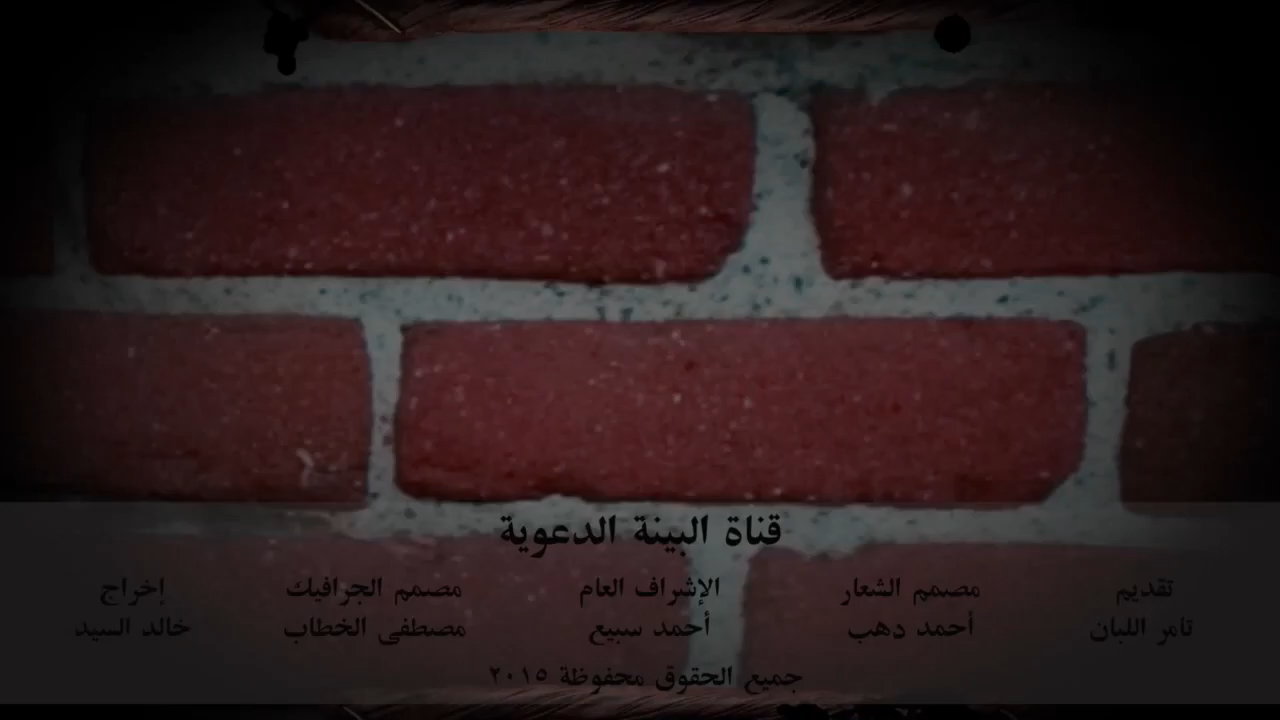 قناة البينة الدعوية
تقديم مصمم الشعار الإشراف العام مصمم الجرافيك إخراج
تامر اللبان أحمد دهب أحمد سبيع مصطفى الخطاب خالد السيد
جميع الحقوق محفوظة ٢٠١٥